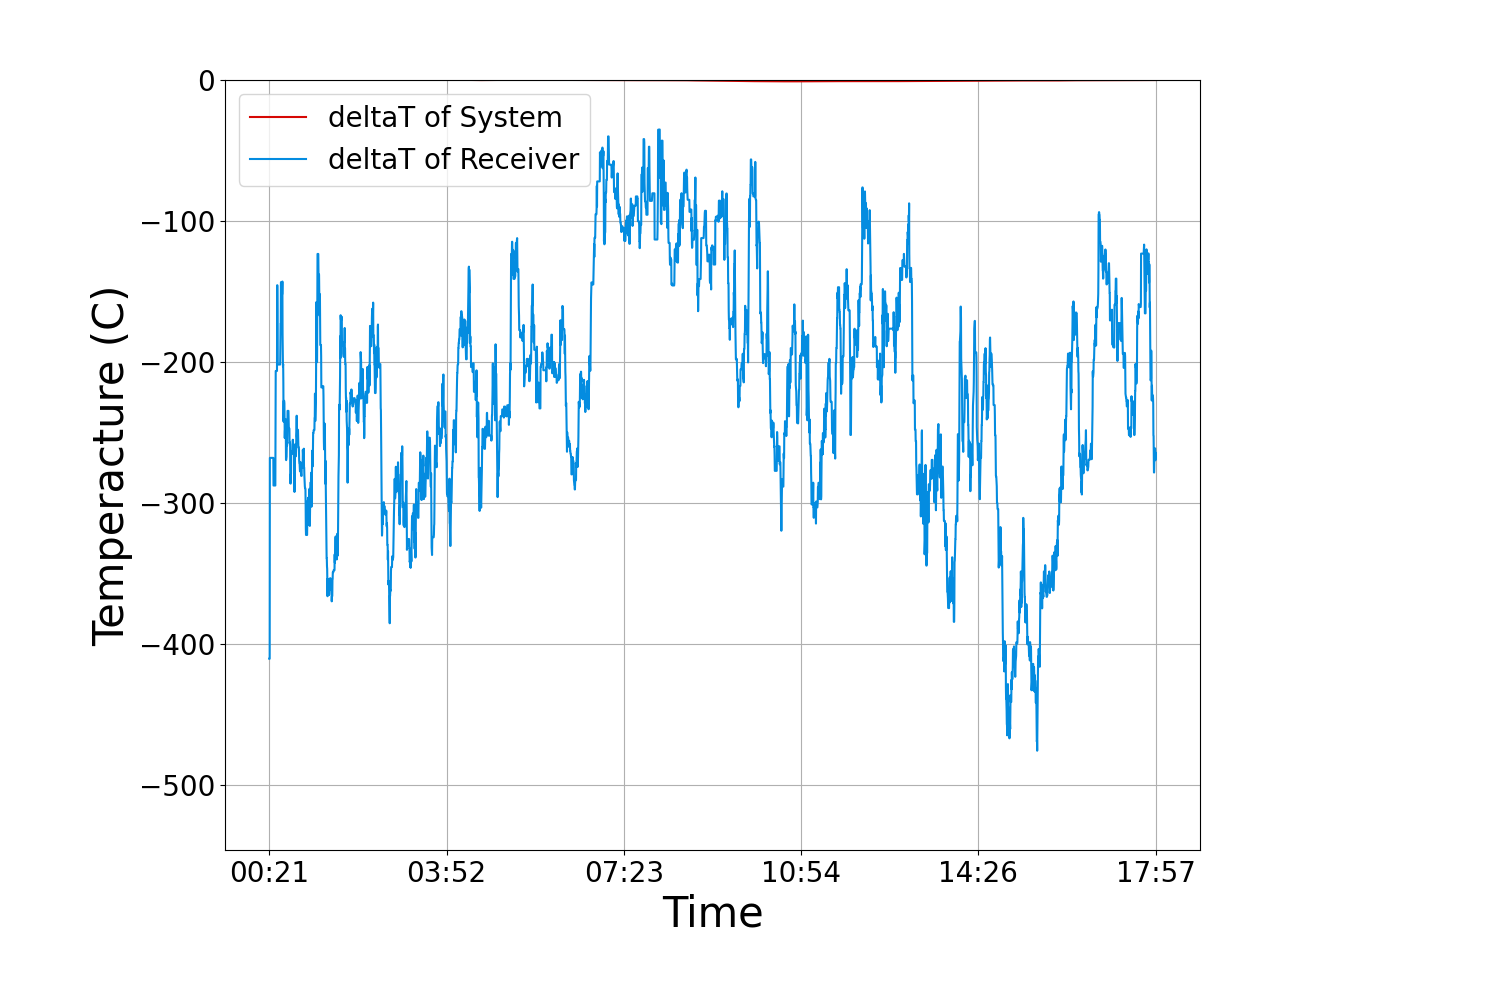 0
deltaT of System
deltaT of Receiver
−100
−200
−300
−400
−500
Temperacture (C)
00:21 03:52 07:23 10:54 14:26 17:57
Time